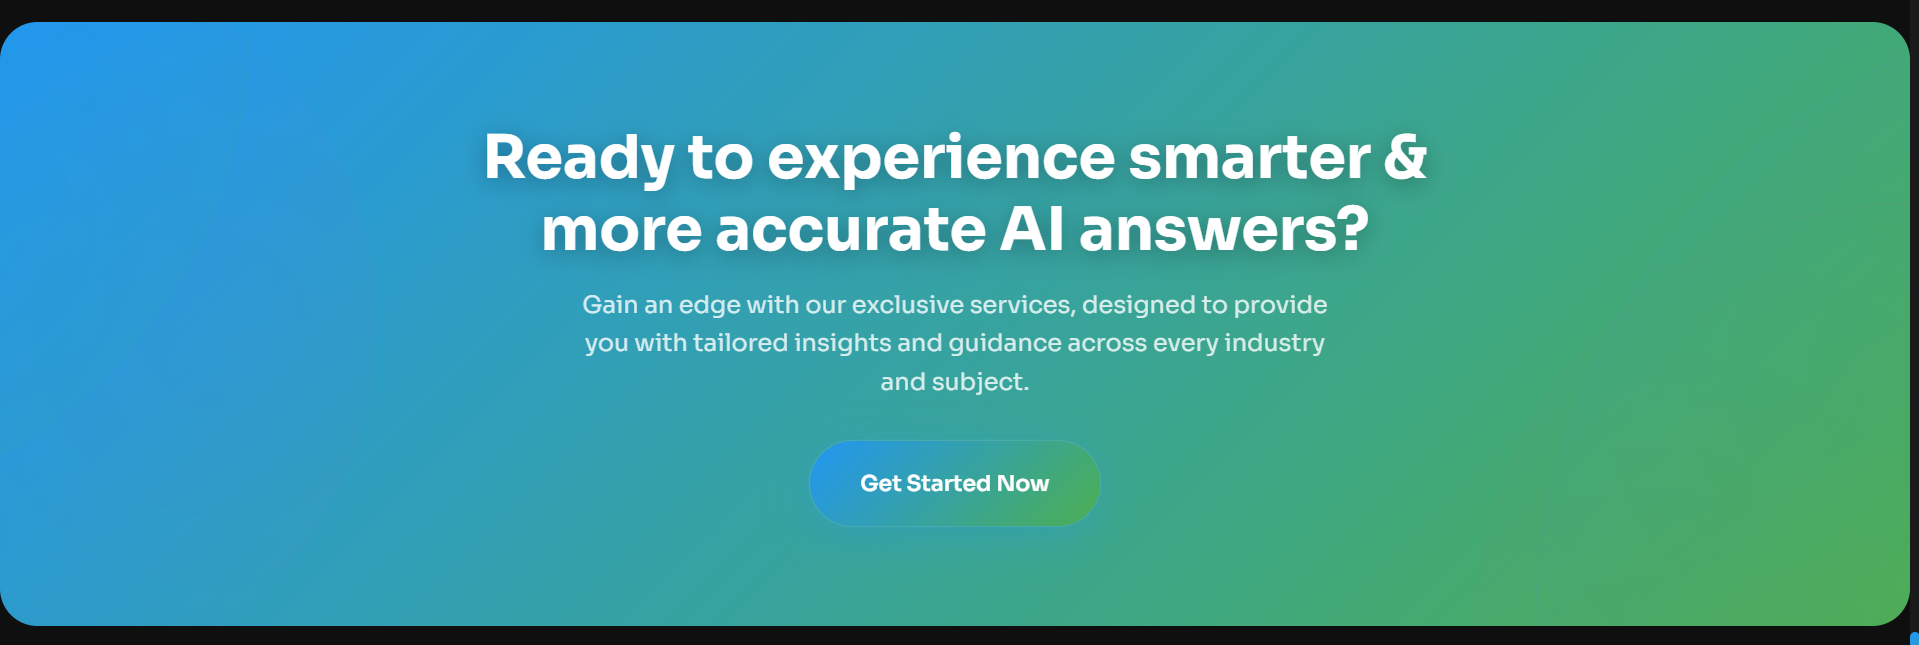 Ready to experience smarter &
more accurate AI answers?
Gain an edge with our exclusive services, designed to provide
you with tailored insights and guidance across every industry
and subject.
Get Started Now